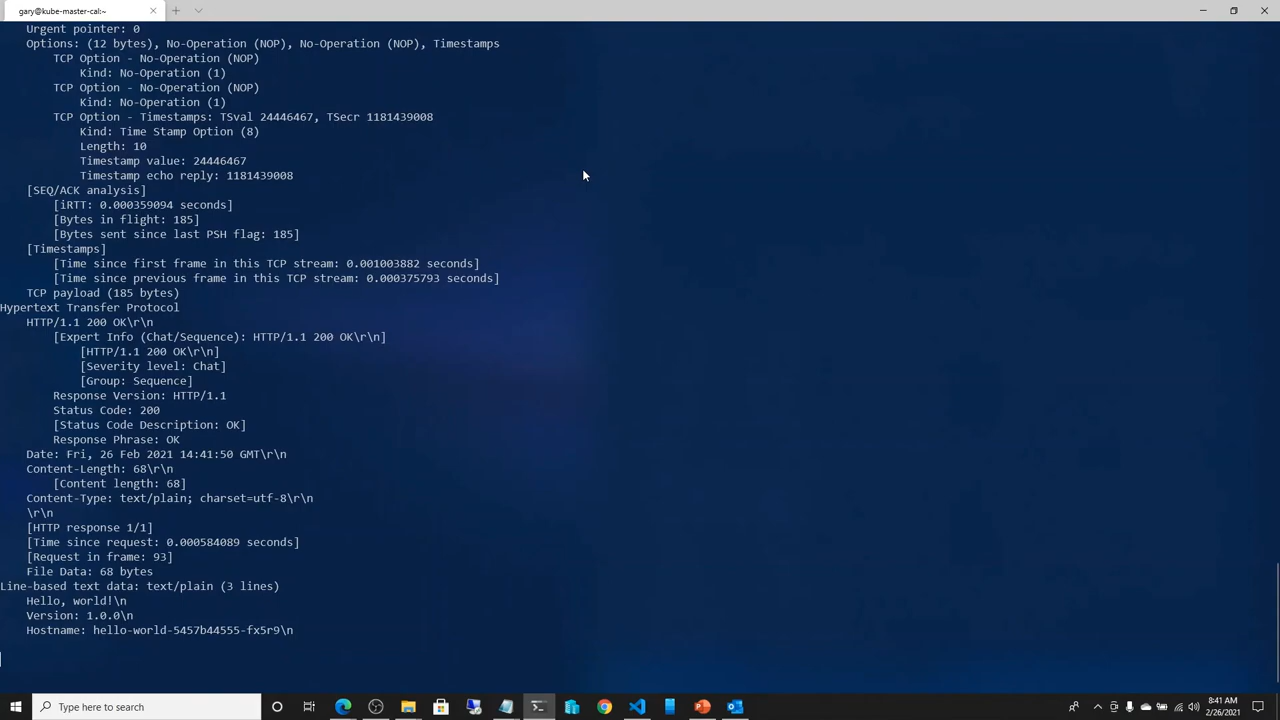 gary@kube-master-cal:~
Urgent pointer: 0
Options: (12 bytes), No-Operation (NOP), No-Operation (NOP), Timestamps
TCP Option - No-Operation (NOP)
Kind: No-Operation (1)
TCP Option - No-Operation (NOP)
Kind: No-Operation (1)
TCP Option - Timestamps: TSval 24446467, TSecr 1181439008
Kind: Time Stamp Option (8)
Length: 10
Timestamp value: 24446467
Timestamp echo reply: 1181439008
[SEQ/ACK analysis]
[iRTT: 0.000359094 seconds]
[Bytes in flight: 185]
[Bytes sent since last PSH flag: 185]
[Timestamps]
[Time since first frame in this TCP stream: 0.001003882 seconds]
[Time since previous frame in this TCP stream: 0.000375793 seconds]
TCP payload (185 bytes)
Hypertext Transfer Protocol
HTTP/1.1 200 OK\r\n
[Expert Info (Chat/Sequence): HTTP/1.1 200 OK\r\n]
[HTTP/1.1 200 OK\r\n]
[Severity level: Chat]
[Group: Sequence]
Response Version: HTTP/1.1
Status Code: 200
[Status Code Description: OK]
Response Phrase: OK
Date: Fri, 26 Feb 2021 14:41:50 GMT\r\n
Content-Length: 68\r\n
[Content length: 68]
Content-Type: text/plain; charset=utf-8\r\n
\r\n
[HTTP response 1/1]
[Time since request: 0.000584089 seconds]
[Request in frame: 93]
File Data: 68 bytes
Line-based text data: text/plain (3 lines)
Hello, world!\n
Version: 1.0.0\n
Hostname: hello-world-5457b44555-fx5r9\n
Type here to search
8:41 AM
2/26/2021